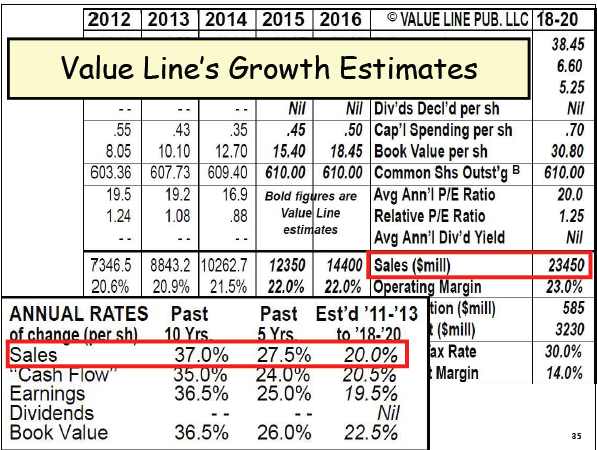 2012 2013 2014 2015 2016 © VALUE LINE PUB. LLC 18-20
38.45
Value Line's Growth Estimates
6.60
5.25
- - - - - - Nil Nil Div'ds Decl'd per sh Nil
.55 .43 .35 .45 .50 Cap'l Spending per sh .70
8.05 10.10 12.70 15.40 18.45 Book Value per sh 30.80
603.36 607.73 609.40 610.00 610.00 Common Shs Outst'g B 610.00
19.5 19.2 16.9 Bold figures are Avg Ann'l P/E Ratio 20.0
1.24 1.08 .88 Value Line Relative P/E Ratio 1.25
- - - - - - estimates Avg Ann'l Div'd Yield Nil
7346.5 8843.2 10262.7 12350 14400 Sales ($mill) 23450
20.6% 20.9% 21.5% 22.0% 22.0% Operating Margin 23.0%
tion ($mill) 585
t ($mill) 3230
ax Rate 30.0%
t Margin 14.0%
ANNUAL RATES Past Past Est'd '11-'13
of change (per sh) 10 Yrs. 5 Yrs. to '18-'20
Sales 37.0% 27.5% 20.0%
"Cash Flow" 35.0% 24.0% 20.5%
Earnings 36.5% 25.0% 19.5%
Dividends - - - - Nil
Book Value 36.5% 26.0% 22.5%
35